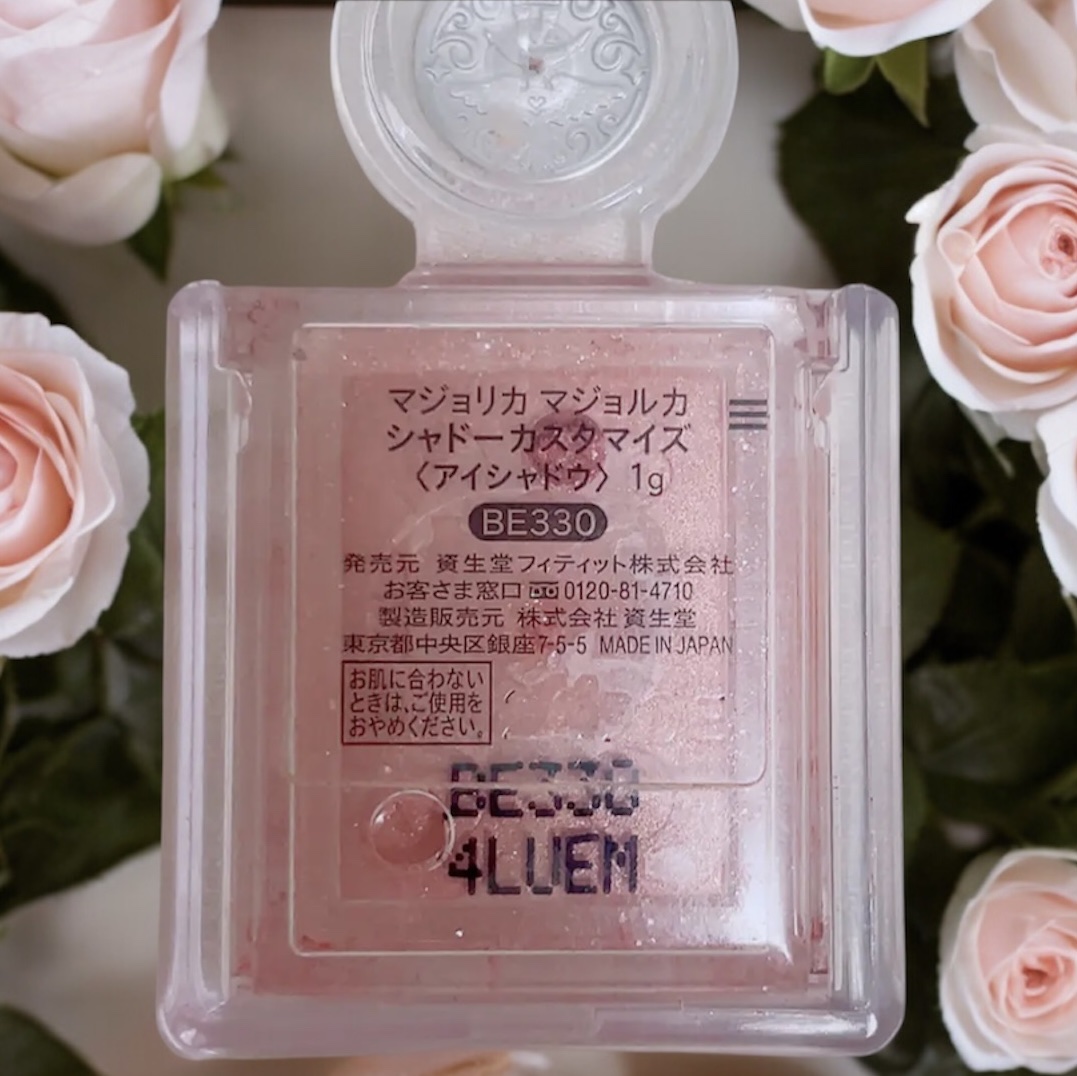 マジョリカ マジョルカ
シャドーカスタマイズ
〈アイシャドウ〉 1g
BE330
発売元 資生堂フィティット株式会社
お客さま窓口 0120-81-4710
製造販売元 株式会社 資生堂
東京都中央区銀座7-5-5 MADE IN JAPAN
お肌に合わない
ときは、ご使用を
おやめください。
BE330
4LUEM